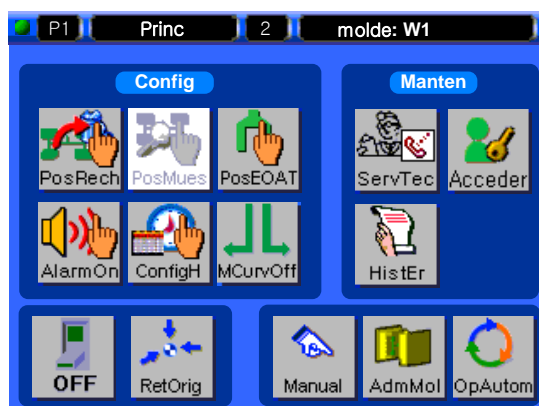 P1 Princ 2 molde: W1
Config Manten
PosRech PosMues PosEOAT ServTec Acceder
AlarmOn ConfigH MCurvOff HistEr
OFF RetOrig Manual AdmMol OpAutom